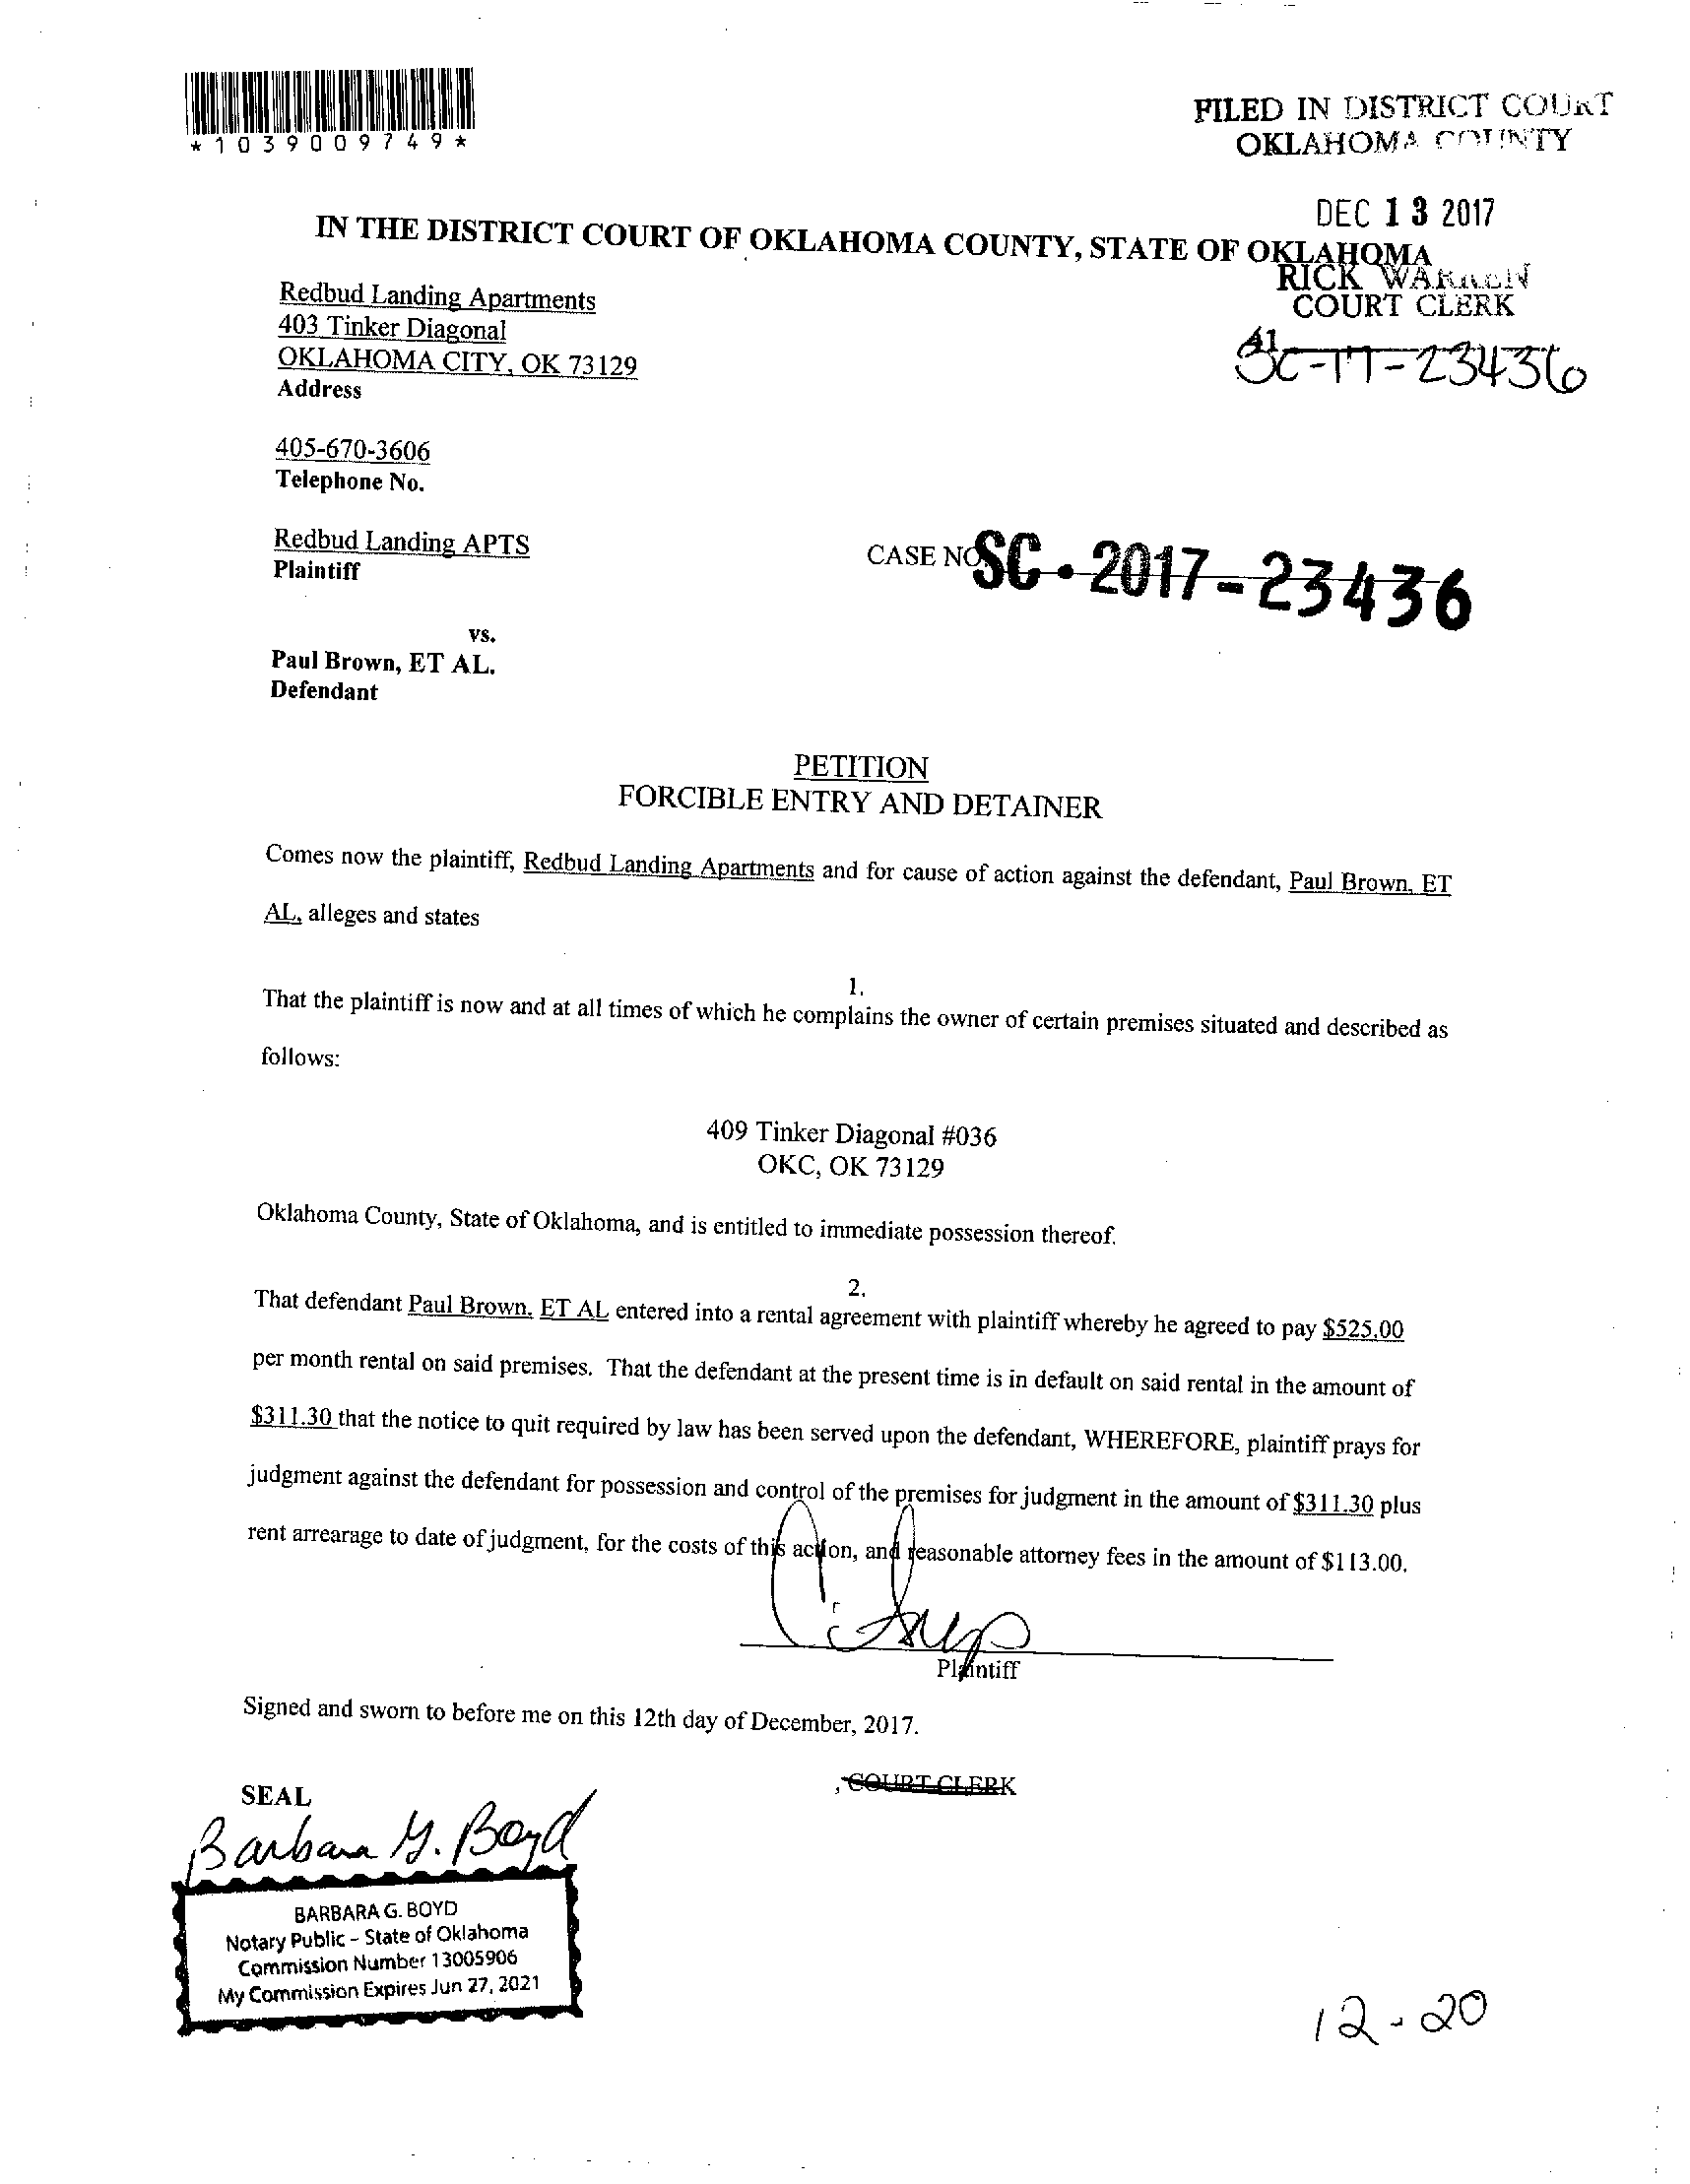 *1039009749*
FILED IN DISTRICT COURT
OKLAHOMA COUNTY
DEC 13 2017
IN THE DISTRICT COURT OF OKLAHOMA COUNTY, STATE OF OKLAHOMA
RICK WARREN
COURT CLERK
Redbud Landing Apartments
403 Tinker Diagonal
OKLAHOMA CITY, OK 73129
Address
SC-17-23436
405-670-3606
Telephone No.
Redbud Landing APTS
Plaintiff
CASE NO SC-2017-23436
vs.
Paul Brown, ET AL.
Defendant
PETITION
FORCIBLE ENTRY AND DETAINER
Comes now the plaintiff, Redbud Landing Apartments and for cause of action against the defendant, Paul Brown, ET
AL, alleges and states
1.
That the plaintiff is now and at all times of which he complains the owner of certain premises situated and described as
follows:
409 Tinker Diagonal #036
OKC, OK 73129
Oklahoma County, State of Oklahoma, and is entitled to immediate possession thereof.
2.
That defendant Paul Brown, ET AL entered into a rental agreement with plaintiff whereby he agreed to pay $525.00
per month rental on said premises. That the defendant at the present time is in default on said rental in the amount of
$311.30 that the notice to quit required by law has been served upon the defendant, WHEREFORE, plaintiff prays for
judgment against the defendant for possession and control of the premises for judgment in the amount of $311.30 plus
rent arrearage to date of judgment, for the costs of this action, and reasonable attorney fees in the amount of $113.00.
Plaintiff
Signed and sworn to before me on this 12th day of December, 2017.
, COURT CLERK
SEAL
Barbara G. Boyd
BARBARA G. BOYD
Notary Public - State of Oklahoma
Commission Number 13005906
My Commission Expires Jun 27, 2021
12-20